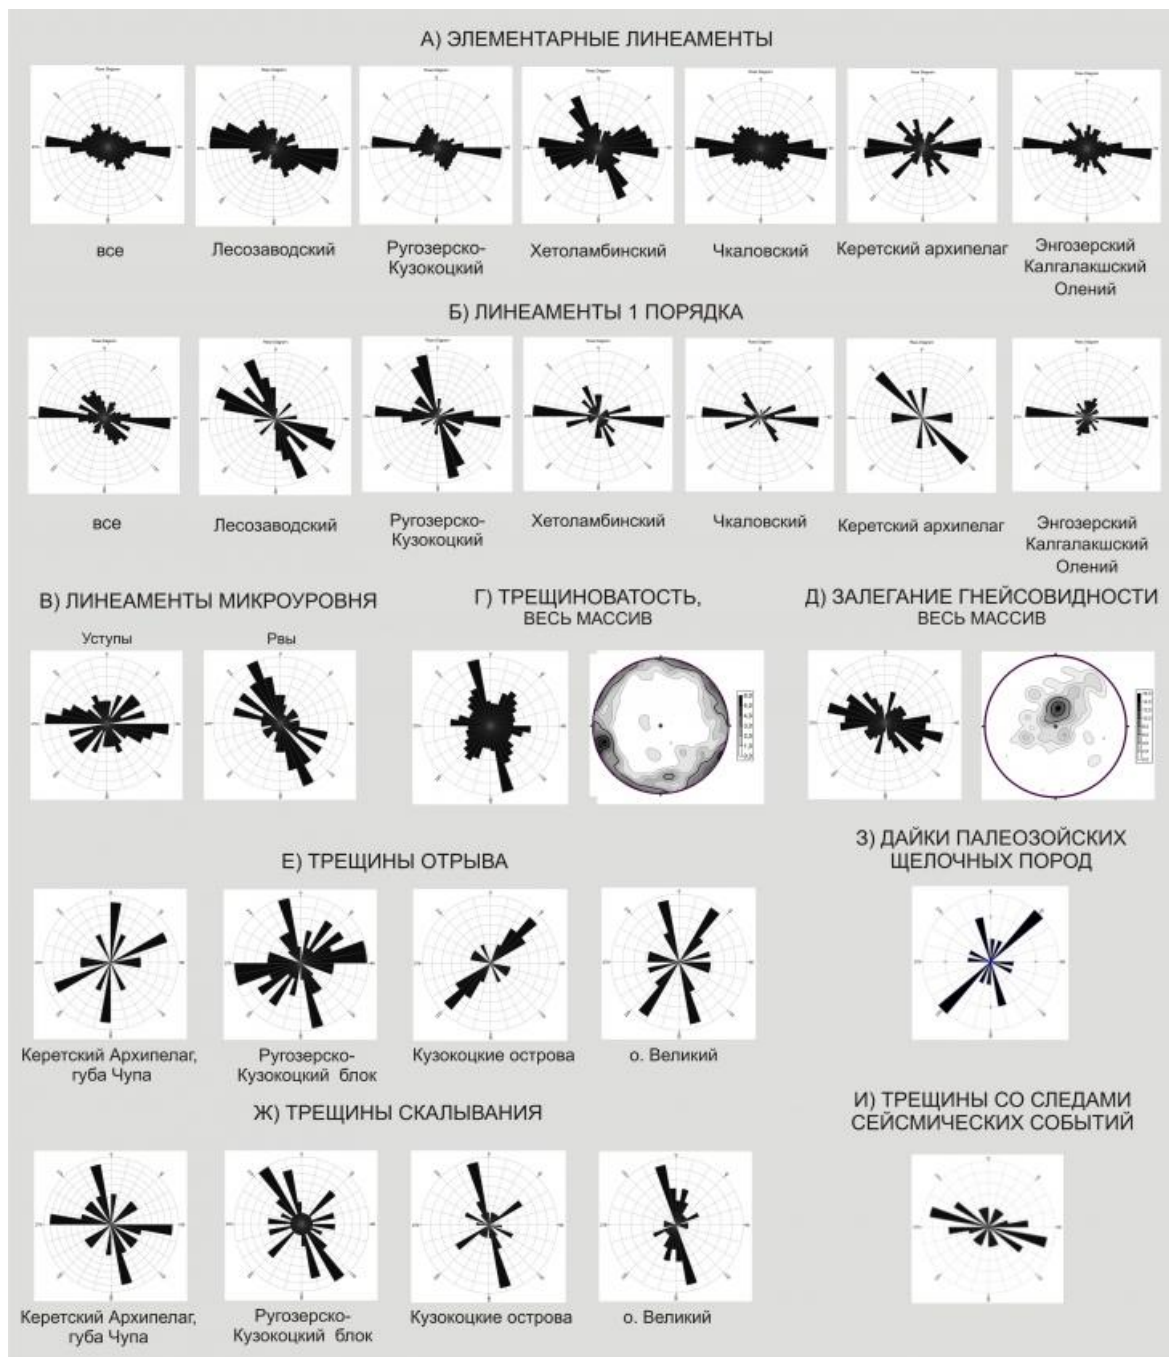 А) ЭЛЕМЕНТАРНЫЕ ЛИНЕАМЕНТЫ
все
Лесозаводский
Ругозерско-
Кузокоцкий
Хетоламбинский
Чкаловский
Керетский архипелаг
Энгозерский
Калгалакшский
Олений
Б) ЛИНЕАМЕНТЫ 1 ПОРЯДКА
все
Лесозаводский
Ругозерско-
Кузокоцкий
Хетоламбинский
Чкаловский
Керетский архипелаг
Энгозерский
Калгалакшский
Олений
В) ЛИНЕАМЕНТЫ МИКРОУРОВНЯ
Уступы
Рвы
Г) ТРЕЩИНОВАТОСТЬ,
ВЕСЬ МАССИВ
Д) ЗАЛЕГАНИЕ ГНЕЙСОВИДНОСТИ
ВЕСЬ МАССИВ
Е) ТРЕЩИНЫ ОТРЫВА
Керетский Архипелаг,
губа Чупа
Ругозерско-
Кузокоцкий блок
Кузокоцкие острова
о. Великий
З) ДАЙКИ ПАЛЕОЗОЙСКИХ
ЩЕЛОЧНЫХ ПОРОД
Ж) ТРЕЩИНЫ СКАЛЫВАНИЯ
Керетский Архипелаг,
губа Чупа
Ругозерско-
Кузокоцкий блок
Кузокоцкие острова
о. Великий
И) ТРЕЩИНЫ СО СЛЕДАМИ
СЕЙСМИЧЕСКИХ СОБЫТИЙ